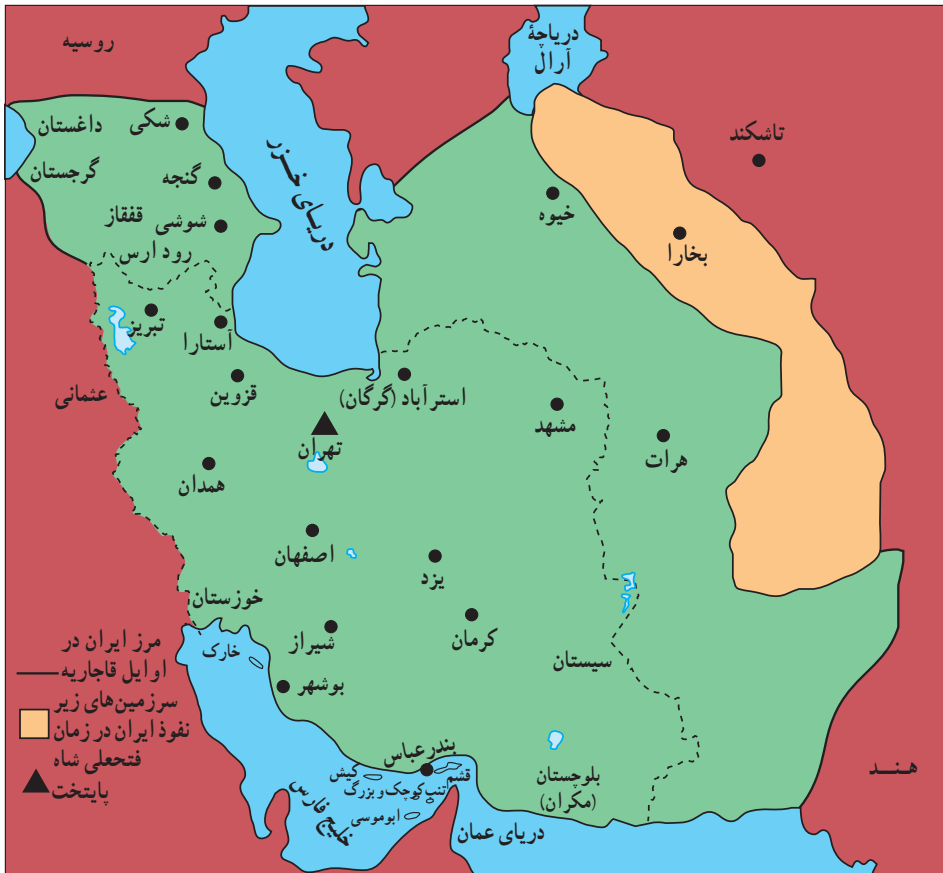 روسیه
دریاچهٔ
آرال
داغستان
شکی
تاشکند
گرجستان
گنجه
دریای خزر
خیوه
قفقاز
شوشی
رود ارس
بخارا
تبریز
آستارا
عثمانی
قزوین
استرآباد (گرگان)
مشهد
تهران
هرات
همدان
اصفهان
یزد
خوزستان
شیراز
کرمان
سیستان
خارک
بوشهر
بندرعباس
کیش
قشم
تنب کوچک و بزرگ
ابوموسی
خلیج فارس
دریای عمان
بلوچستان
(مکران)
هند
مرز ایران در
اوایل قاجاریه
سرزمین‌های زیر
نفوذ ایران در زمان
فتحعلی شاه
پایتخت